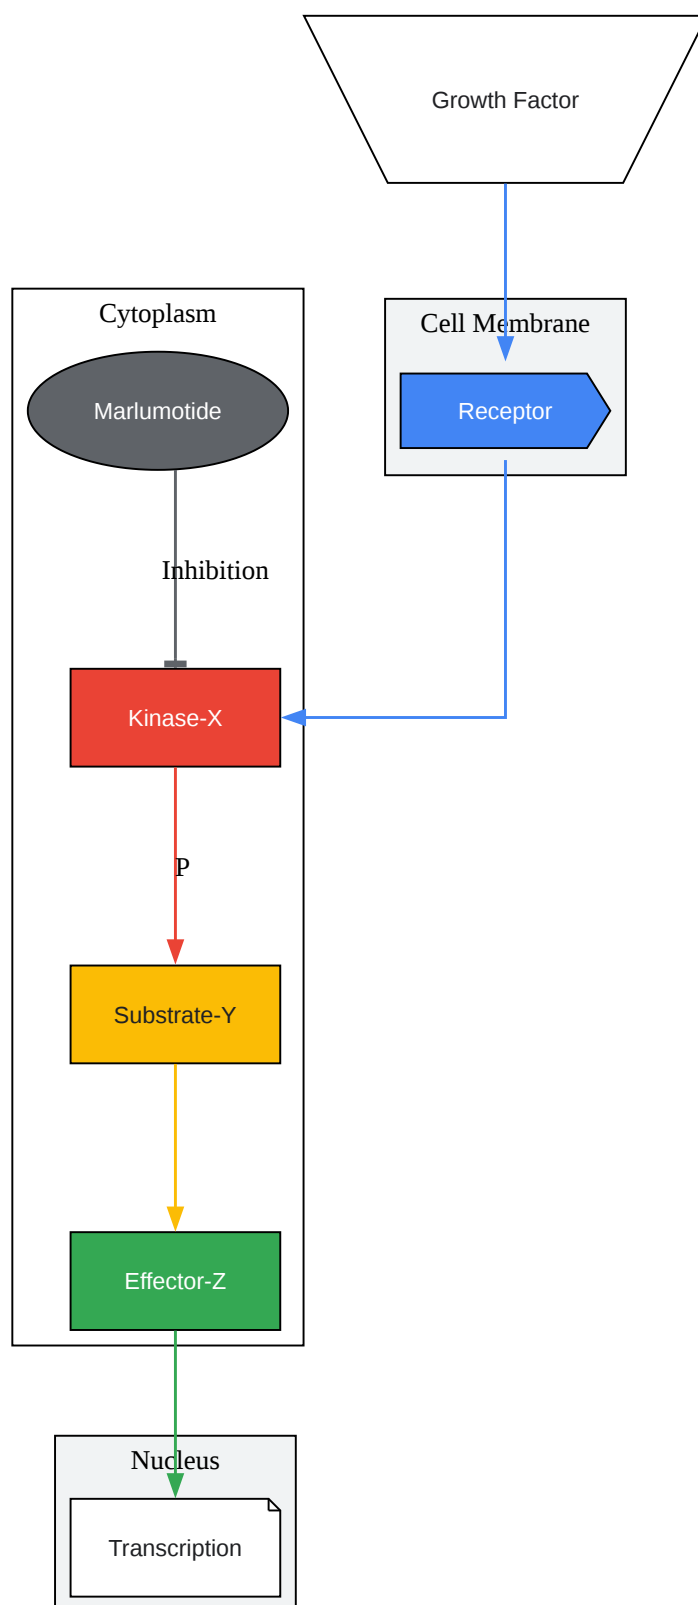 Growth Factor
Cytoplasm
Cell Membrane
Marlumotide
Receptor
Inhibition
Kinase-X
P
Substrate-Y
Effector-Z
Nucleus
Transcription